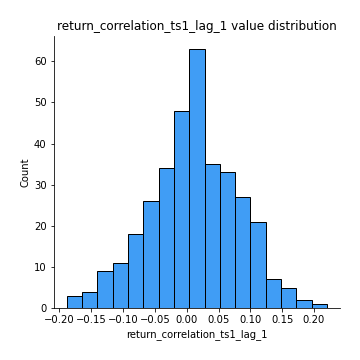 return_correlation_ts1_lag_1 value distribution
Count
60
50
40
30
20
10
0
−0.20 −0.15 −0.10 −0.05 0.00 0.05 0.10 0.15 0.20
return_correlation_ts1_lag_1